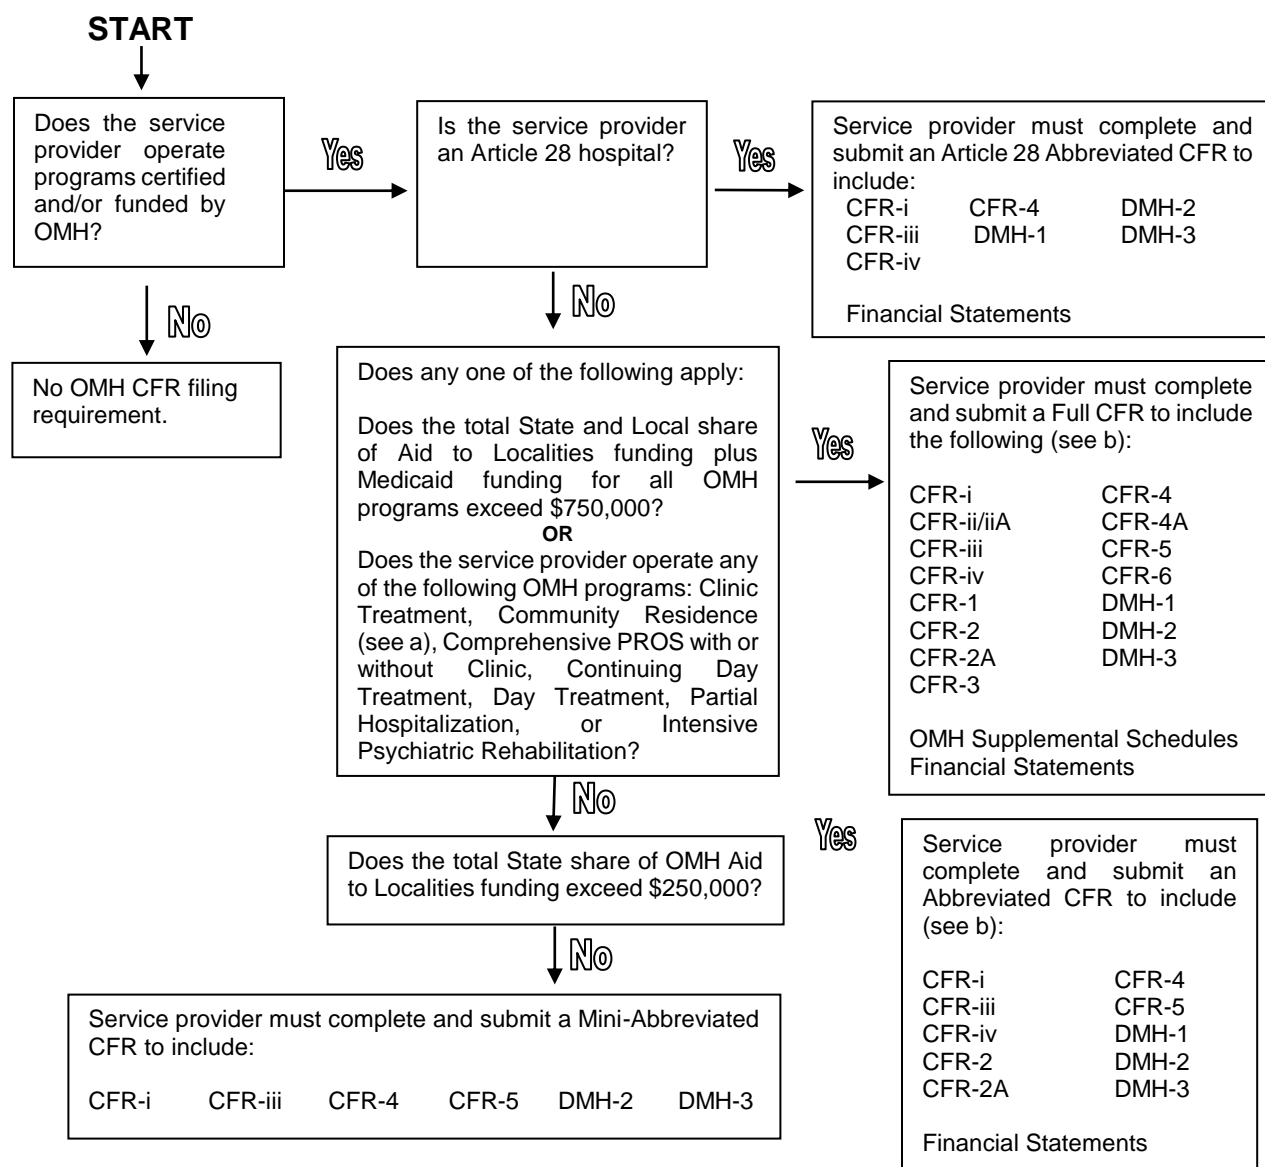 START
Does the service
provider operate
programs certified
and/or funded by
OMH?
Yes
Is the service provider
an Article 28 hospital?
Yes
Service provider must complete and
submit an Article 28 Abbreviated CFR to
include:
CFR-i CFR-4 DMH-2
CFR-iii DMH-1 DMH-3
CFR-iv
Financial Statements
No
No
No OMH CFR filing
requirement.
Does any one of the following apply:
Does the total State and Local share
of Aid to Localities funding plus
Medicaid funding for all OMH
programs exceed $750,000?
OR
Does the service provider operate any
of the following OMH programs: Clinic
Treatment, Community Residence
(see a), Comprehensive PROS with or
without Clinic, Continuing Day
Treatment, Day Treatment, Partial
Hospitalization, or Intensive
Psychiatric Rehabilitation?
Yes
Service provider must complete
and submit a Full CFR to include
the following (see b):
CFR-i CFR-4
CFR-ii/iiA CFR-4A
CFR-iii CFR-5
CFR-iv CFR-6
CFR-1 DMH-1
CFR-2 DMH-2
CFR-2A DMH-3
CFR-3
OMH Supplemental Schedules
Financial Statements
No
Does the total State share of OMH Aid
to Localities funding exceed $250,000?
Yes
Service provider must
complete and submit an
Abbreviated CFR to include
(see b):
CFR-i CFR-4
CFR-iii CFR-5
CFR-iv DMH-1
CFR-2 DMH-2
CFR-2A DMH-3
Financial Statements
No
Service provider must complete and submit a Mini-Abbreviated
CFR to include:
CFR-i CFR-iii CFR-4 CFR-5 DMH-2 DMH-3